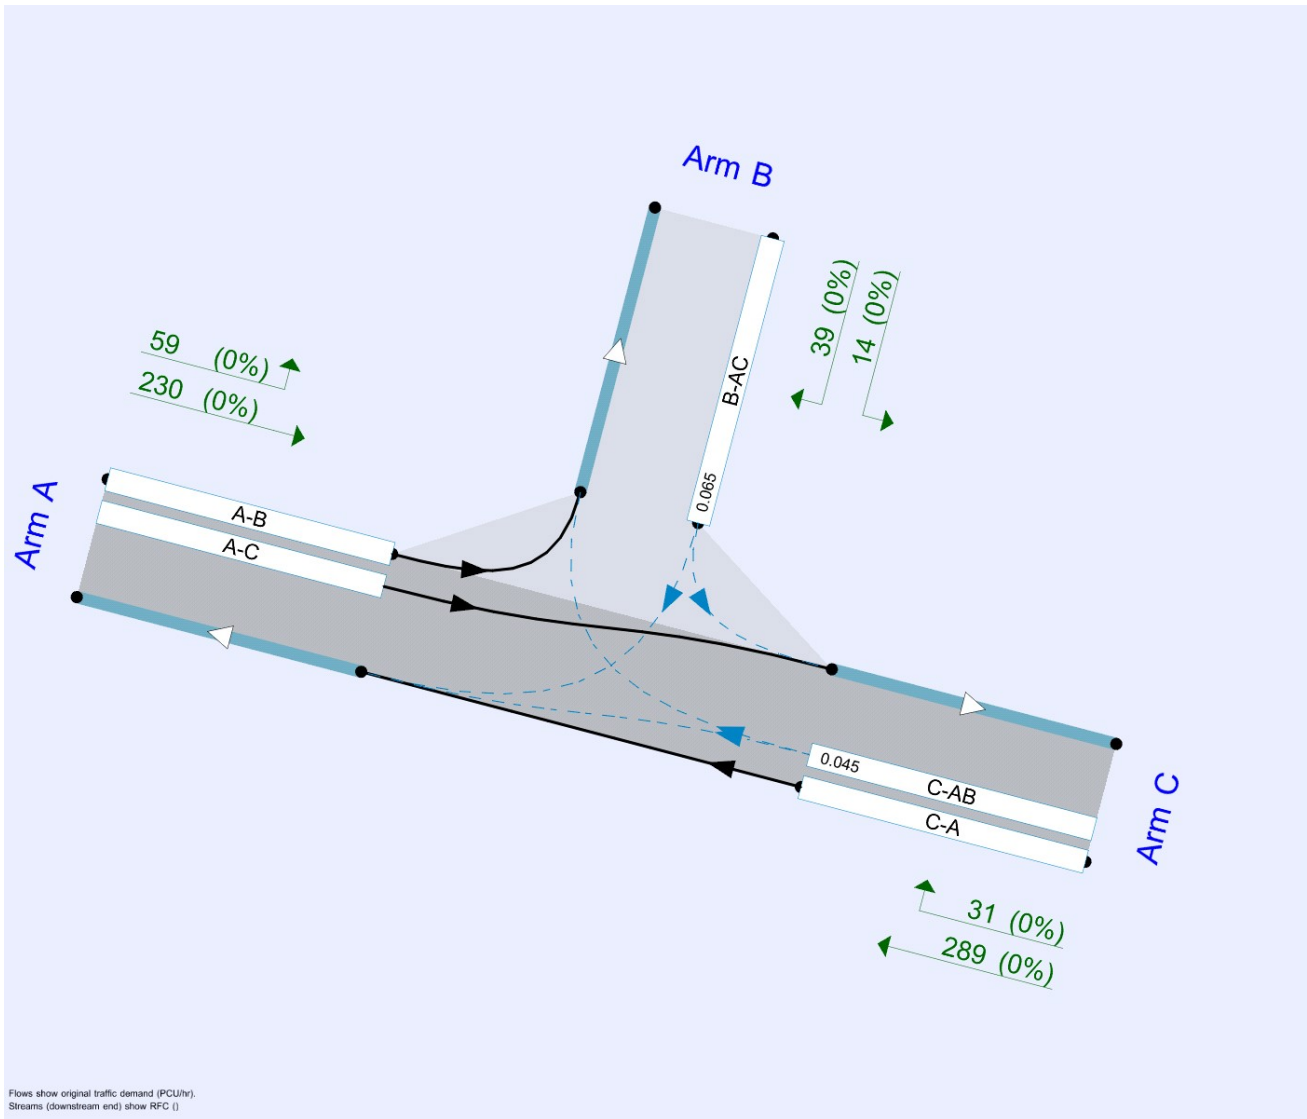 Arm B
39 (0%)
14 (0%)
59 (0%)
230 (0%)
B-AC
0.065
Arm A
A-B
A-C
0.045
C-AB
C-A
Arm C
31 (0%)
289 (0%)
Flows show original traffic demand (PCU/hr).
Streams (downstream end) show RFC ()